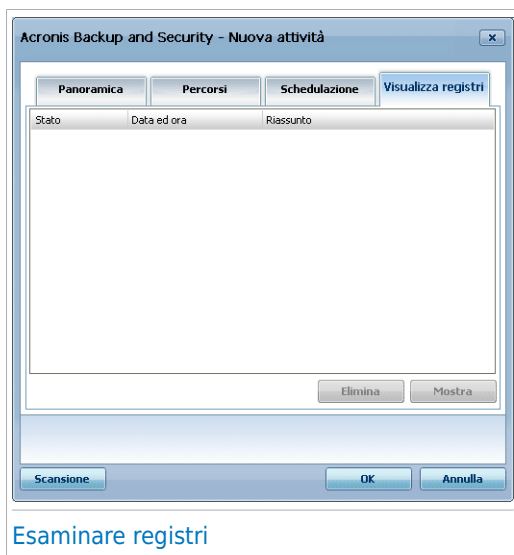 Acronis Backup and Security - Nuova attività
Panoramica Percorsi Schedulazione Visualizza registri
Stato Data ed ora Riassunto
Elimina Mostra
Scansione OK Annulla
Esaminare registri